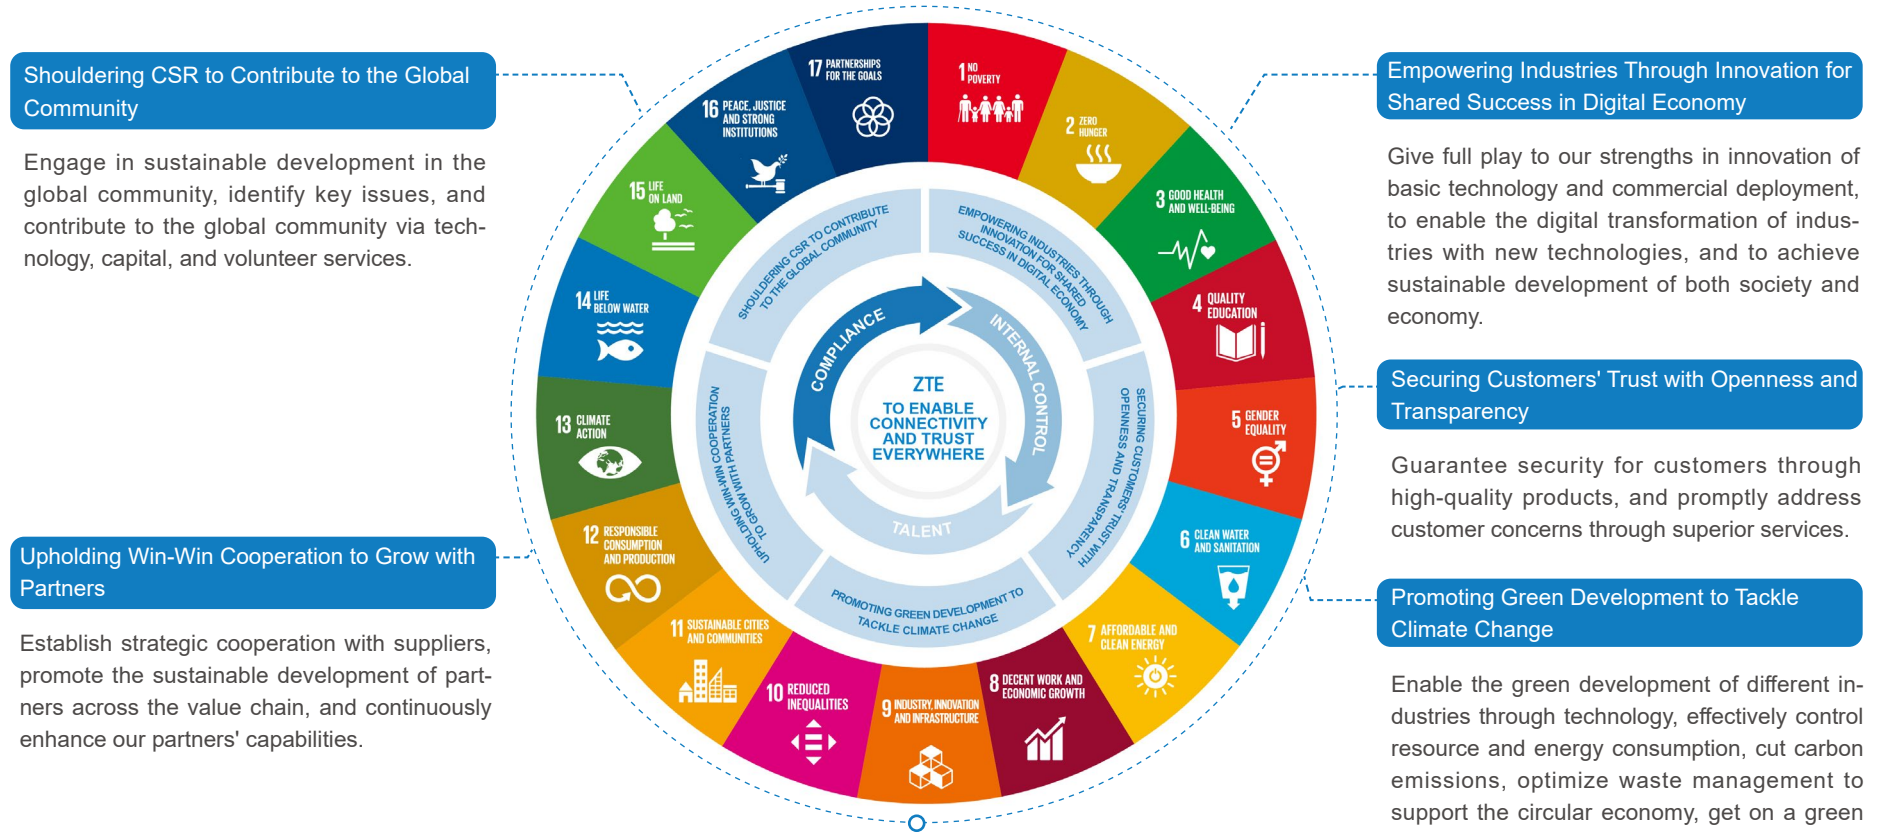 Shouldering CSR to Contribute to the Global
Community
Engage in sustainable development in the
global community, identify key issues, and
contribute to the global community via tech-
nology, capital, and volunteer services.
Upholding Win-Win Cooperation to Grow with
Partners
Establish strategic cooperation with suppliers,
promote the sustainable development of part-
ners across the value chain, and continuously
enhance our partners' capabilities.
1 NO
POVERTY
2 ZERO
HUNGER
3 GOOD HEALTH
AND WELL-BEING
4 QUALITY
EDUCATION
5 GENDER
EQUALITY
6 CLEAN WATER
AND SANITATION
7 AFFORDABLE AND
CLEAN ENERGY
8 DECENT WORK AND
ECONOMIC GROWTH
9 INDUSTRY, INNOVATION
AND INFRASTRUCTURE
10 REDUCED
INEQUALITIES
11 SUSTAINABLE CITIES
AND COMMUNITIES
12 RESPONSIBLE
CONSUMPTION
AND PRODUCTION
13 CLIMATE
ACTION
14 LIFE
BELOW WATER
15 LIFE
ON LAND
16 PEACE, JUSTICE
AND STRONG
INSTITUTIONS
17 PARTNERSHIPS
FOR THE GOALS
SHOULDERING CSR TO CONTRIBUTE
TO THE GLOBAL COMMUNITY
EMPOWERING INDUSTRIES THROUGH
INNOVATION FOR SHARED
SUCCESS IN DIGITAL ECONOMY
SECURING CUSTOMERS' TRUST WITH
OPENNESS AND TRANSPARENCY
PROMOTING GREEN DEVELOPMENT TO
TACKLE CLIMATE CHANGE
UPHOLDING WIN-WIN COOPERATION
TO GROW WITH PARTNERS
COMPLIANCE
INTERNAL CONTROL
TALENT
ZTE
TO ENABLE
CONNECTIVITY
AND TRUST
EVERYWHERE
Empowering Industries Through Innovation for
Shared Success in Digital Economy
Give full play to our strengths in innovation of
basic technology and commercial deployment,
to enable the digital transformation of indus-
tries with new technologies, and to achieve
sustainable development of both society and
economy.
Securing Customers' Trust with Openness and
Transparency
Guarantee security for customers through
high-quality products, and promptly address
customer concerns through superior services.
Promoting Green Development to Tackle
Climate Change
Enable the green development of different in-
dustries through technology, effectively control
resource and energy consumption, cut carbon
emissions, optimize waste management to
support the circular economy, get on a green